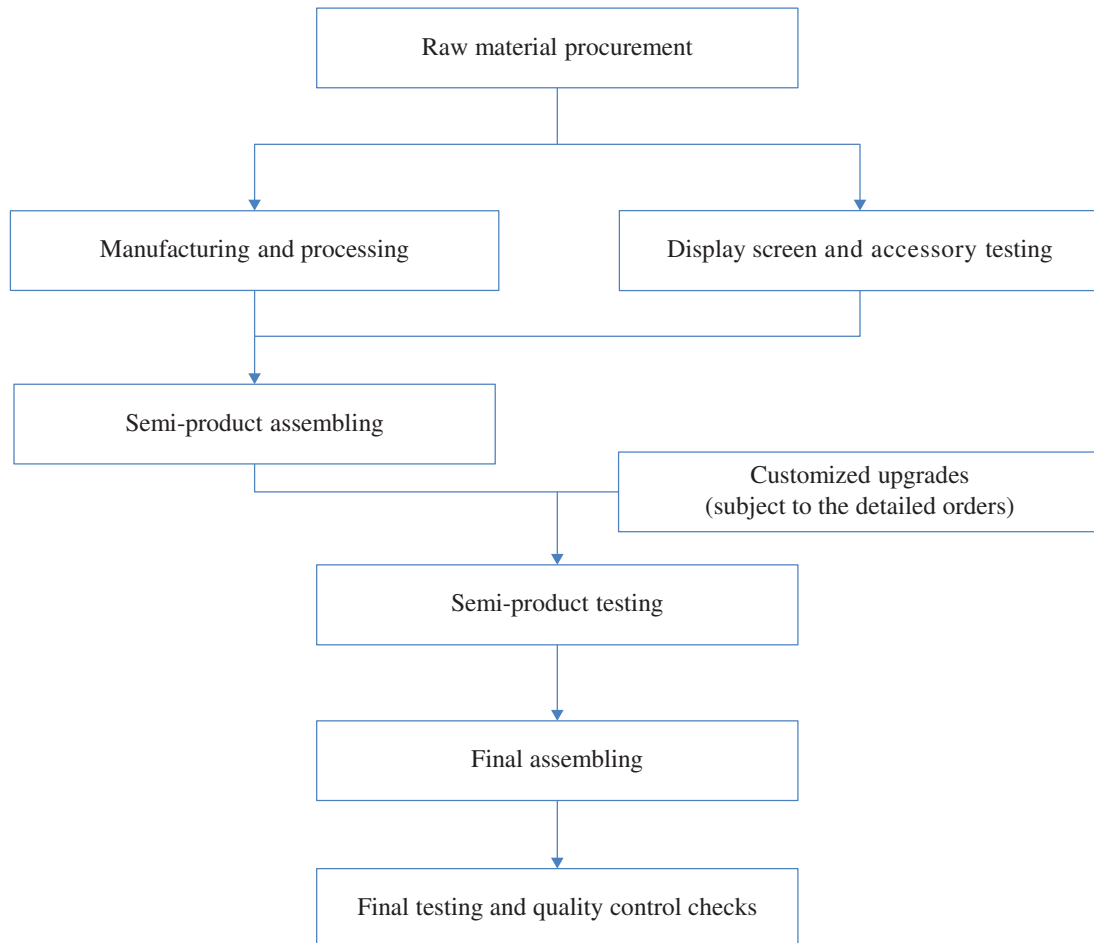 Raw material procurement
Manufacturing and processing
Display screen and accessory testing
Semi-product assembling
Customized upgrades
(subject to the detailed orders)
Semi-product testing
Final assembling
Final testing and quality control checks